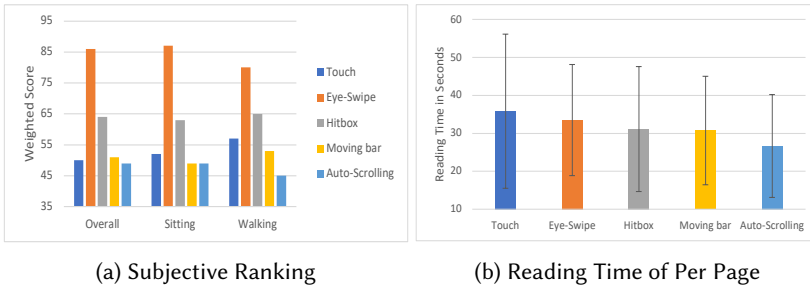 95
85
75
65
55
45
35
Weighted Score
Overall
Sitting
Walking
Touch
Eye-Swipe
Hitbox
Moving bar
Auto-Scrolling
(a) Subjective Ranking
60
50
40
30
20
10
Reading Time in Seconds
Touch
Eye-Swipe
Hitbox
Moving bar
Auto-Scrolling
(b) Reading Time of Per Page